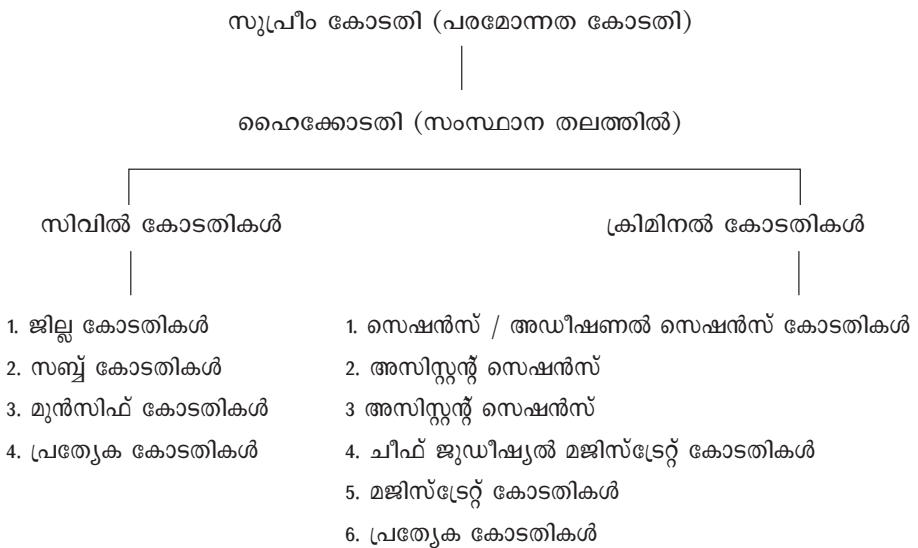 സുപ്രീം കോടതി (പരമോന്നത കോടതി)
ഹൈക്കോടതി (സംസ്ഥാന തലത്തിൽ)
സിവിൽ കോടതികൾ
ക്രിമിനൽ കോടതികൾ
1. ജില്ല കോടതികൾ
2. സബ്ബ് കോടതികൾ
3. മുൻസിഫ് കോടതികൾ
4. പ്രത്യേക കോടതികൾ
1. സെഷൻസ് / അഡീഷണൽ സെഷൻസ് കോടതികൾ
2. അസിസ്റ്റന്റ് സെഷൻസ്
3 അസിസ്റ്റന്റ് സെഷൻസ്
4. ചീഫ് ജുഡീഷ്യൽ മജിസ്ട്രേറ്റ് കോടതികൾ
5. മജിസ്ട്രേറ്റ് കോടതികൾ
6. പ്രത്യേക കോടതികൾ